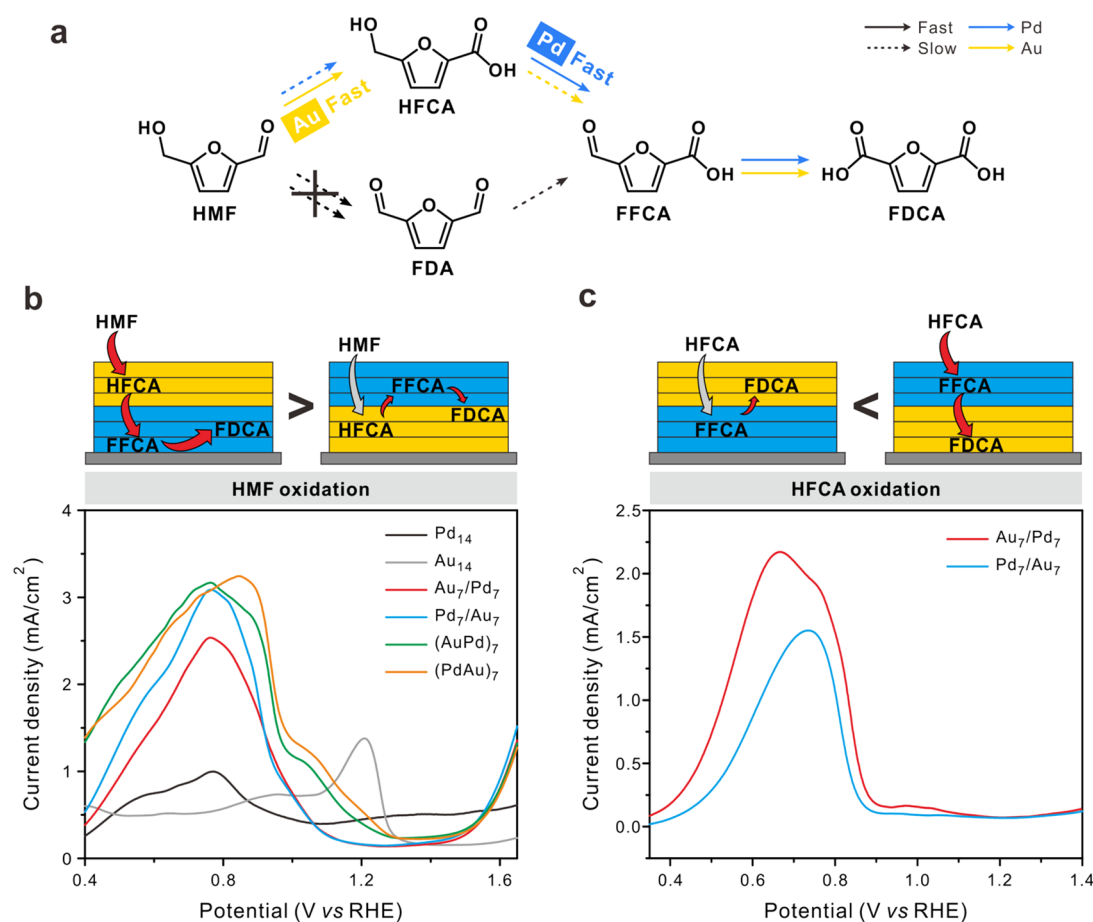 a
Fast
Pd
Slow
Au
HO
O
O
OH
HFCA
Pd Fast
Au Fast
HO
O
O
HMF
O
O
O
FDA
O
O
O
OH
FFCA
O
O
O
HO
OH
FDCA
b
HMF
HFCA
FFCA
FDCA
>
HMF
FFCA
HFCA
FDCA
HMF oxidation
Current density (mA/cm²)
4
3
2
1
0
Pd₁₄
Au₁₄
Au₇/Pd₇
Pd₇/Au₇
(AuPd)₇
(PdAu)₇
0.4
0.8
1.2
1.6
Potential (V vs RHE)
c
HFCA
FDCA
FFCA
<
HFCA
FFCA
FDCA
HFCA oxidation
Current density (mA/cm²)
2.5
2.0
1.5
1.0
0.5
0.0
Au₇/Pd₇
Pd₇/Au₇
0.4
0.6
0.8
1.0
1.2
1.4
Potential (V vs RHE)